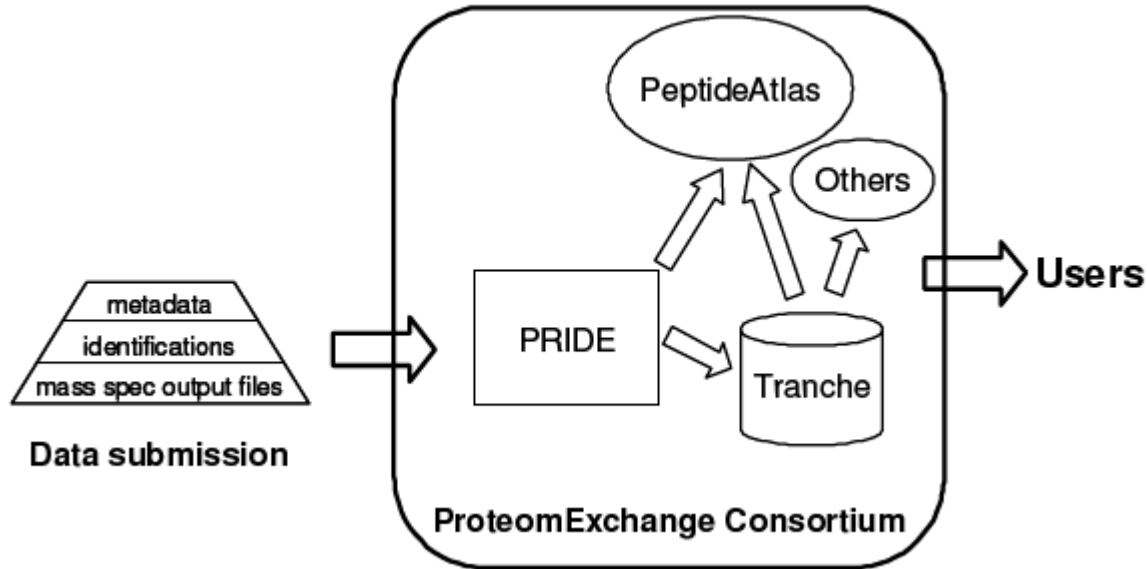 PeptideAtlas
Others
Users
metadata
identifications
mass spec output files
Data submission
PRIDE
Tranche
ProteomExchange Consortium